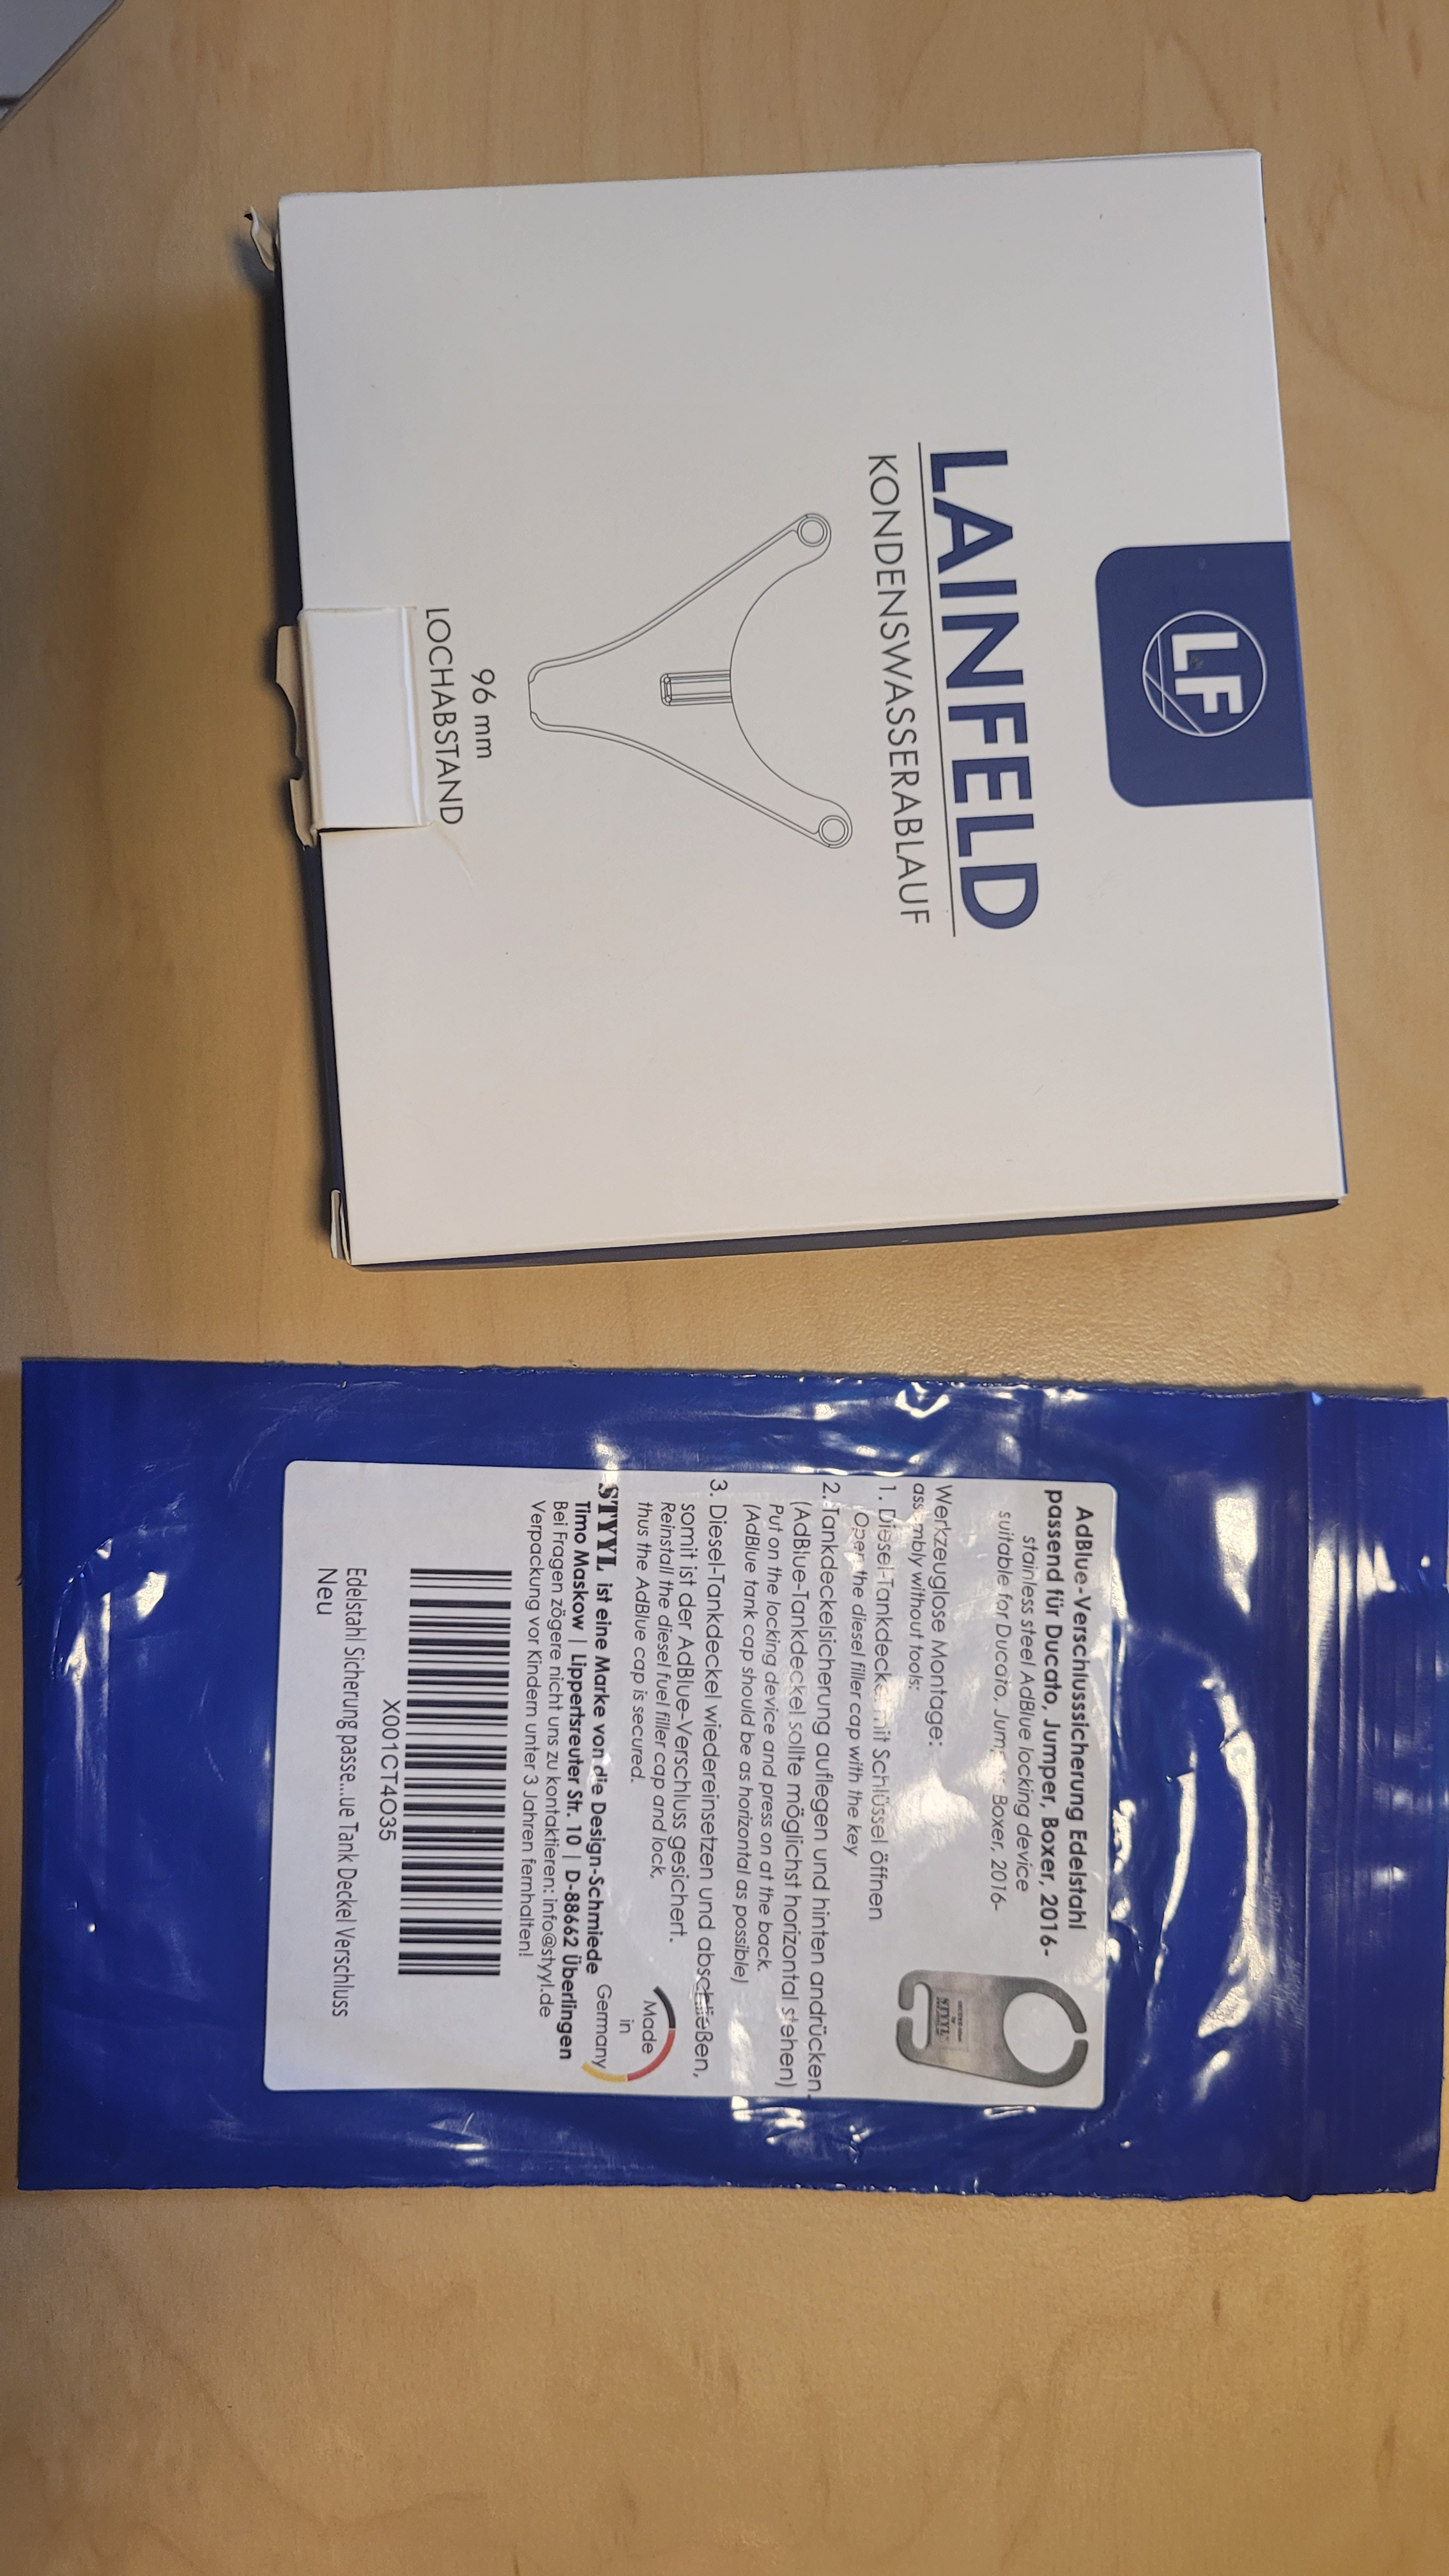 LF
LAINFELD
KONDENSWASSERABLAUF
96 mm
LOCHABSTAND
AdBlue-Verschlusssicherung Edelstahl
passend für Ducato, Jumper, Boxer, 2016-
stainless steel AdBlue locking device
suitable for Ducato, Boxer, 2016-
STYYL
Werkzeuglose Montage:
assembly without tools:
1. Diesel-Tankdeckel mit Schlüssel öffnen
Open the diesel filler cap with the key
2. Tankdeckelsicherung auflegen und hinten andrücken.
(AdBlue-Tankdeckel sollte möglichst horizontal stehen)
Put on the locking device and press on at the back.
(AdBlue tank cap should be as horizontal as possible)
3. Diesel-Tankdeckel wiedereinsetzen und abschließen,
somit ist der AdBlue-Verschluss gesichert.
Reinstall the diesel fuel filler cap and lock,
thus the AdBlue cap is secured.
Made
in
Germany
STYYL ist eine Marke von die Design-Schmiede
Timo Maskow | Lippertsreuter Str. 10 | D-88662 Überlingen
Bei Fragen zögere nicht uns zu kontaktieren: info@styyl.de
Verpackung vor Kindern unter 3 Jahren fernhalten!
X001CT4O35
Edelstahl Sicherung passe...ue Tank Deckel Verschluss
Neu